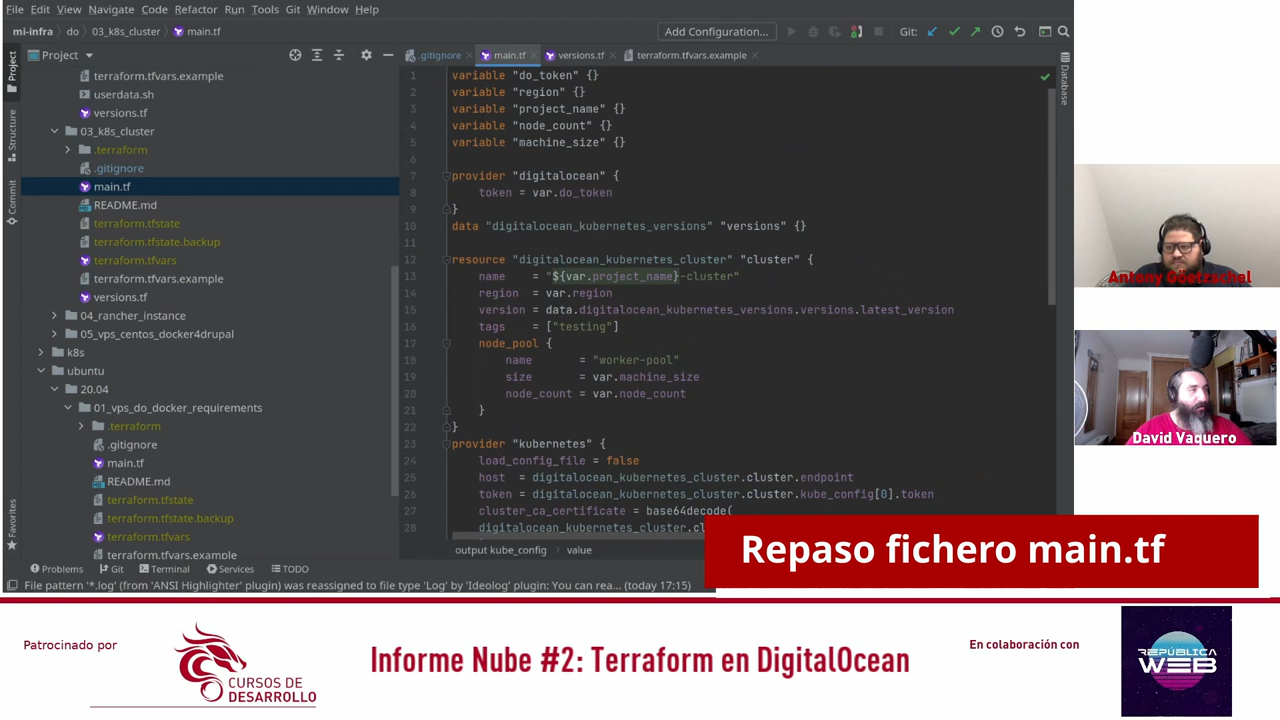 File Edit View Navigate Code Refactor Run Tools Git Window Help
mi-infra do 03_k8s_cluster main.tf Add Configuration... Git:
Project
.gitignore main.tf versions.tf terraform.tfvars.example
Project
Structure
Commit
Favorites
Database
terraform.tfvars.example
userdata.sh
versions.tf
03_k8s_cluster
.terraform
.gitignore
main.tf
README.md
terraform.tfstate
terraform.tfstate.backup
terraform.tfvars
terraform.tfvars.example
versions.tf
04_rancher_instance
05_vps_centos_docker4drupal
k8s
ubuntu
20.04
01_vps_do_docker_requirements
.terraform
.gitignore
main.tf
README.md
terraform.tfstate
terraform.tfstate.backup
terraform.tfvars
terraform.tfvars.example
1 variable "do_token" {}
2 variable "region" {}
3 variable "project_name" {}
4 variable "node_count" {}
5 variable "machine_size" {}
6
7 provider "digitalocean" {
8 token = var.do_token
9 }
10 data "digitalocean_kubernetes_versions" "versions" {}
11
12 resource "digitalocean_kubernetes_cluster" "cluster" {
13 name = "${var.project_name}-cluster"
14 region = var.region
15 version = data.digitalocean_kubernetes_versions.versions.latest_version
16 tags = ["testing"]
17 node_pool {
18 name = "worker-pool"
19 size = var.machine_size
20 node_count = var.node_count
21 }
22 }
23 provider "kubernetes" {
24 load_config_file = false
25 host = digitalocean_kubernetes_cluster.cluster.endpoint
26 token = digitalocean_kubernetes_cluster.cluster.kube_config[0].token
27 cluster_ca_certificate = base64decode(
28 digitalocean_kubernetes_cluster.cl
output kube_config value
Problems Git Terminal Services TODO
File pattern '*.log' (from 'ANSI Highlighter' plugin) was reassigned to file type 'Log' by 'Ideolog' plugin: You can rea... (today 17:15)
Antony Goetzschel
David Vaquero
Repaso fichero main.tf
Patrocinado por
CURSOS DE
DESARROLLO
Informe Nube #2: Terraform en DigitalOcean
En colaboración con
REPÚBLICA
WEB